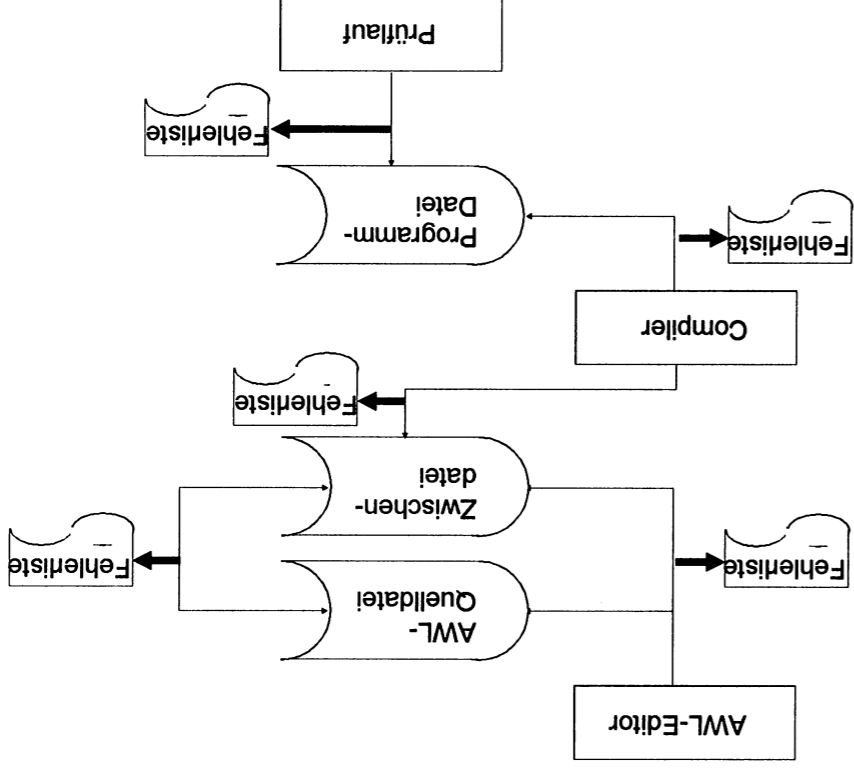 AWL-Editor
AWL-
Quelldatei
Fehlerliste
Fehlerliste
Zwischen-
datei
Fehlerliste
Compiler
Fehlerliste
Programm-
Datei
Fehlerliste
Prüflauf